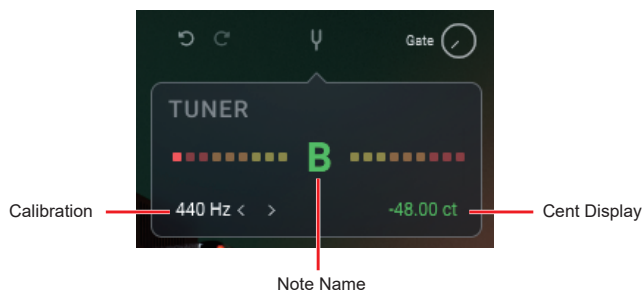 Gate
TUNER
B
Calibration
440 Hz < >
-48.00 ct
Cent Display
Note Name